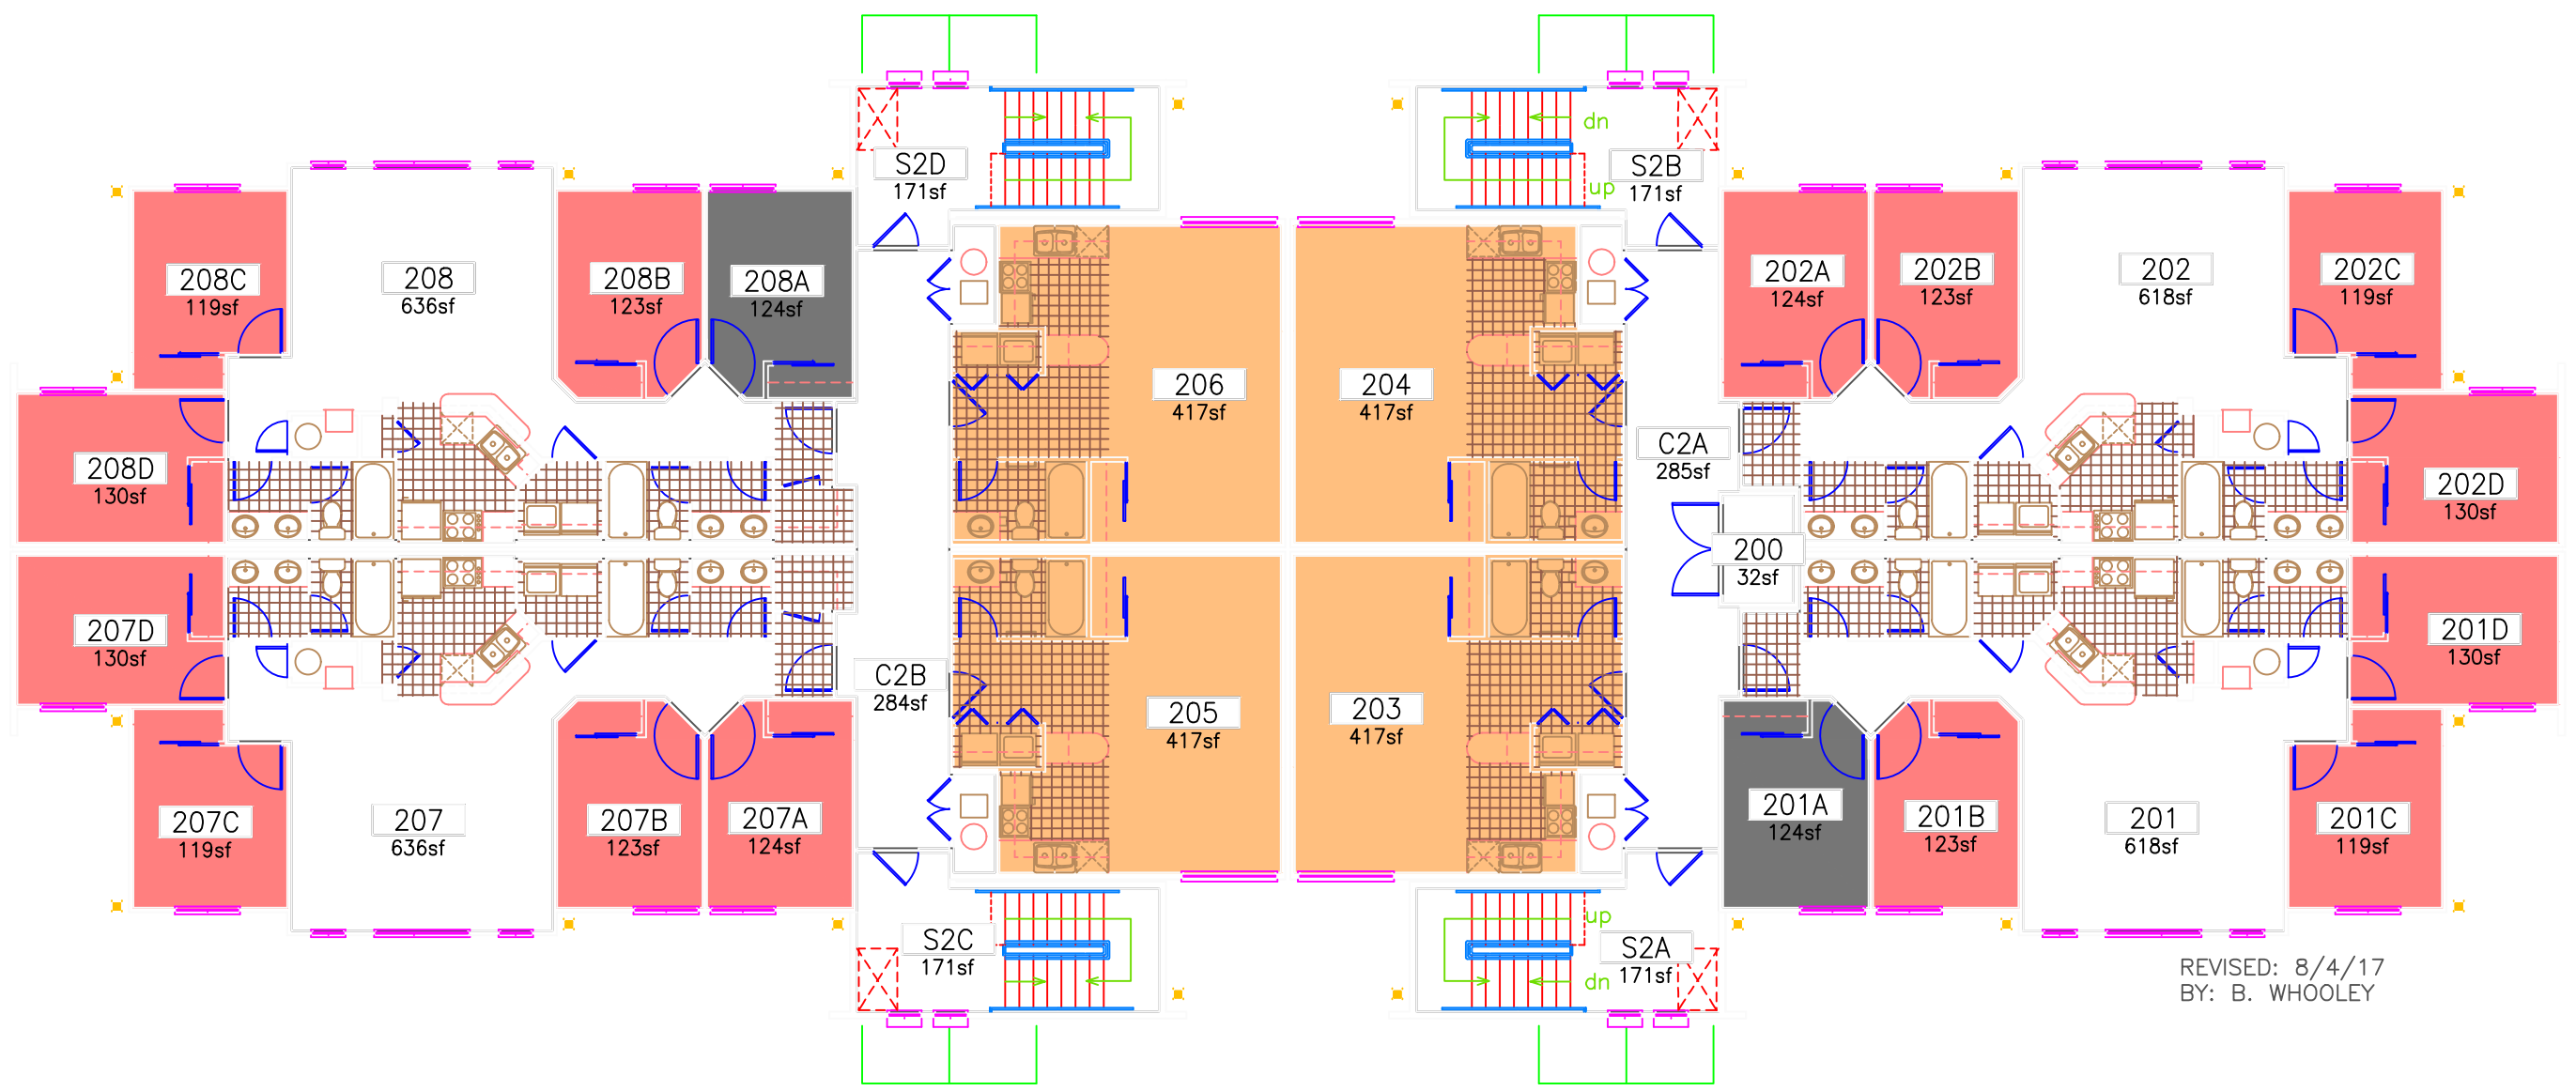 dn
up
S2D
171sf
S2B
171sf
208C
119sf
208
636sf
208B
123sf
208A
124sf
202A
124sf
202B
123sf
202
618sf
202C
119sf
206
417sf
204
417sf
C2A
285sf
208D
130sf
202D
130sf
200
32sf
207D
130sf
201D
130sf
C2B
284sf
205
417sf
203
417sf
207C
119sf
207
636sf
207B
123sf
207A
124sf
201A
124sf
201B
123sf
201
618sf
201C
119sf
up
S2C
171sf
S2A
171sf
dn
REVISED: 8/4/17
BY: B. WHOOLEY